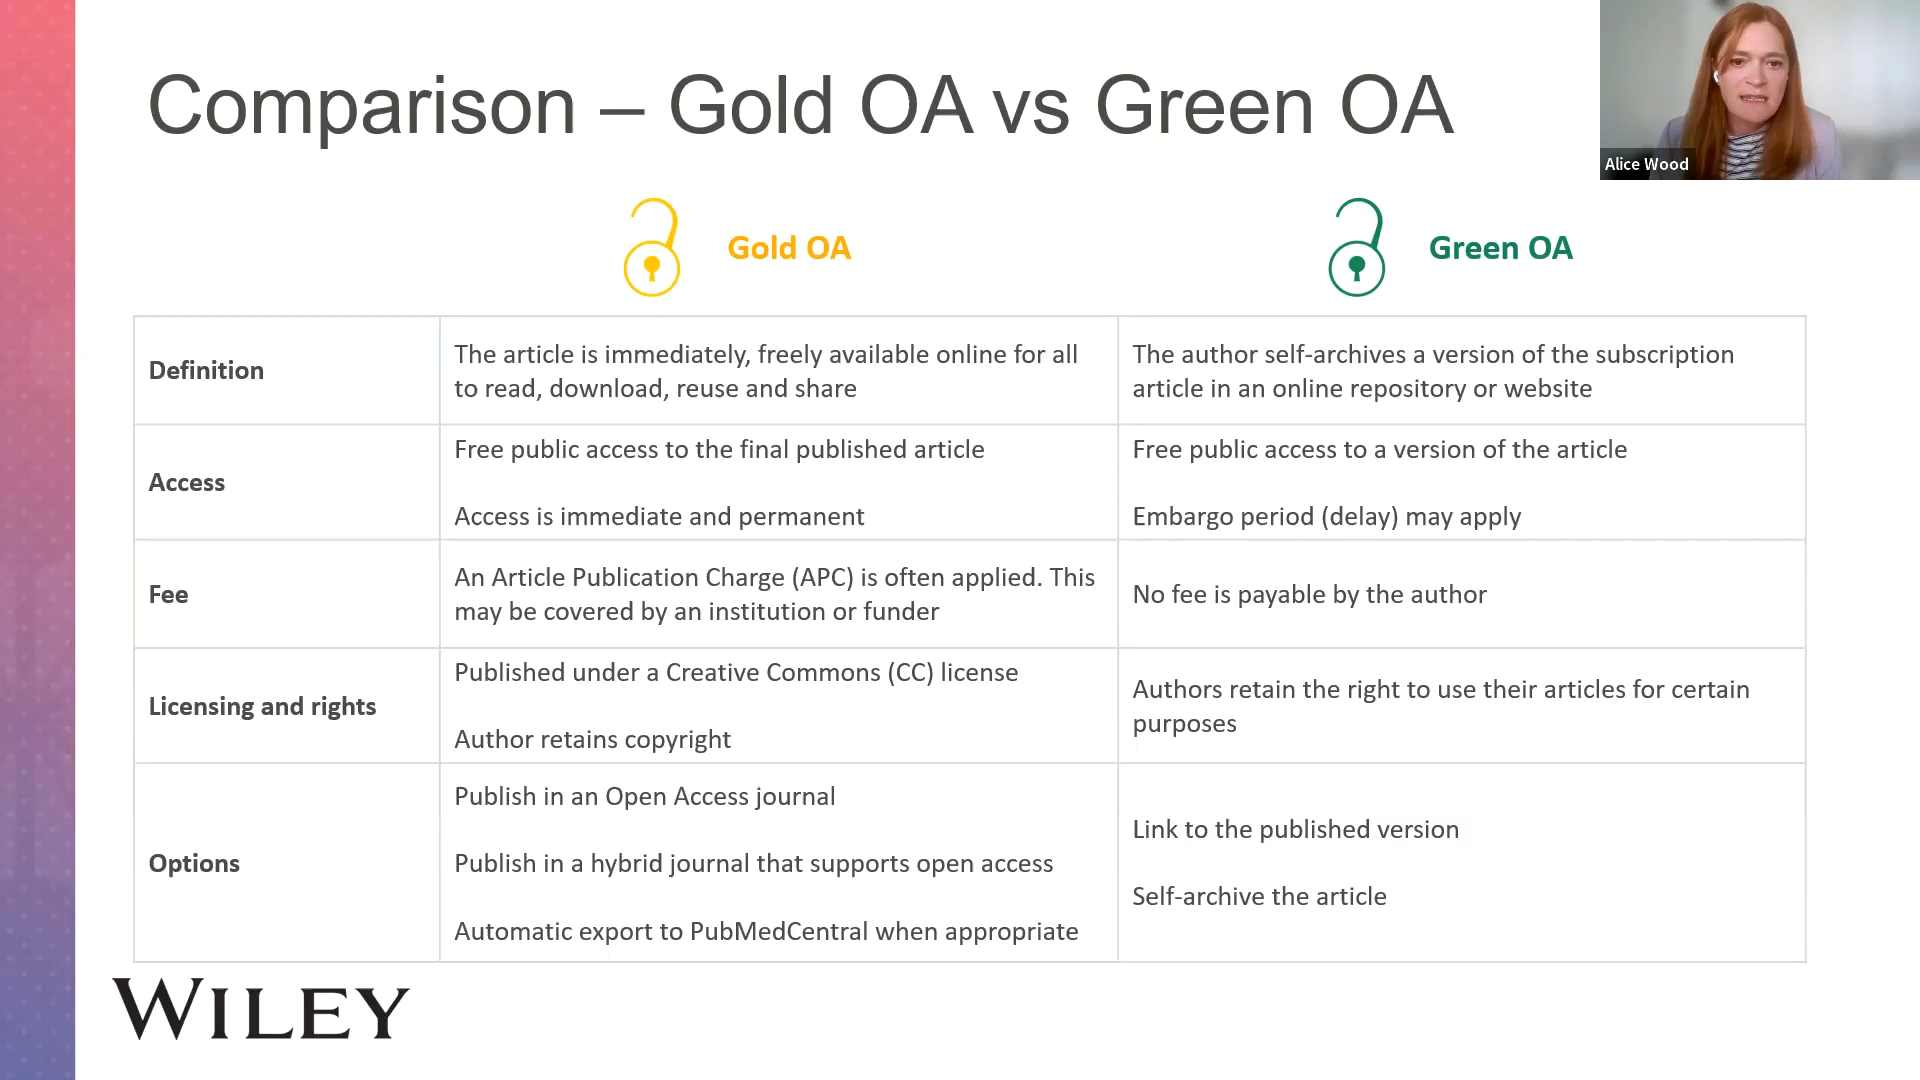 Comparison – Gold OA vs Green OA
Alice Wood
Gold OA
Green OA
Definition
The article is immediately, freely available online for all
to read, download, reuse and share
The author self-archives a version of the subscription
article in an online repository or website
Access
Free public access to the final published article
Access is immediate and permanent
Free public access to a version of the article
Embargo period (delay) may apply
Fee
An Article Publication Charge (APC) is often applied. This
may be covered by an institution or funder
No fee is payable by the author
Licensing and rights
Published under a Creative Commons (CC) license
Author retains copyright
Authors retain the right to use their articles for certain
purposes
Options
Publish in an Open Access journal
Publish in a hybrid journal that supports open access
Automatic export to PubMedCentral when appropriate
Link to the published version
Self-archive the article
WILEY